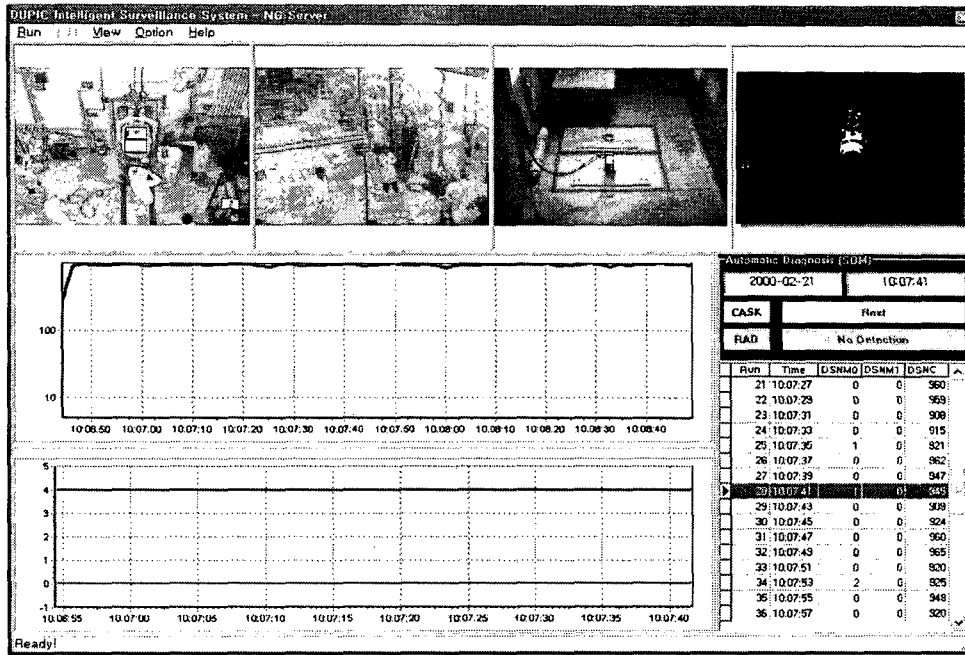 DUPIC Intelligent Surveillance System - NG Server
Run View Option Help
100
10
10:06:50 10:07:00 10:07:10 10:07:20 10:07:30 10:07:40 10:07:50 10:08:00 10:08:10 10:08:20 10:08:30 10:08:40
5
4
3
2
1
0
-1
10:06:55 10:07:00 10:07:05 10:07:10 10:07:15 10:07:20 10:07:25 10:07:30 10:07:35 10:07:40
Automatic Diagnosis (SOM)
2000-02-21 10:07:41
CASK Rest
RAD No Detection
Run Time DSNM0 DSNM1 DSNC
21 10:07:27 0 0 960
22 10:07:29 0 0 969
23 10:07:31 0 0 908
24 10:07:33 0 0 915
25 10:07:35 1 0 921
26 10:07:37 0 0 962
27 10:07:39 0 0 947
28 10:07:41 1 0 945
29 10:07:43 0 0 909
30 10:07:45 0 0 924
31 10:07:47 0 0 960
32 10:07:49 0 0 965
33 10:07:51 0 0 920
34 10:07:53 2 0 925
35 10:07:55 0 0 948
36 10:07:57 0 0 920
Ready!